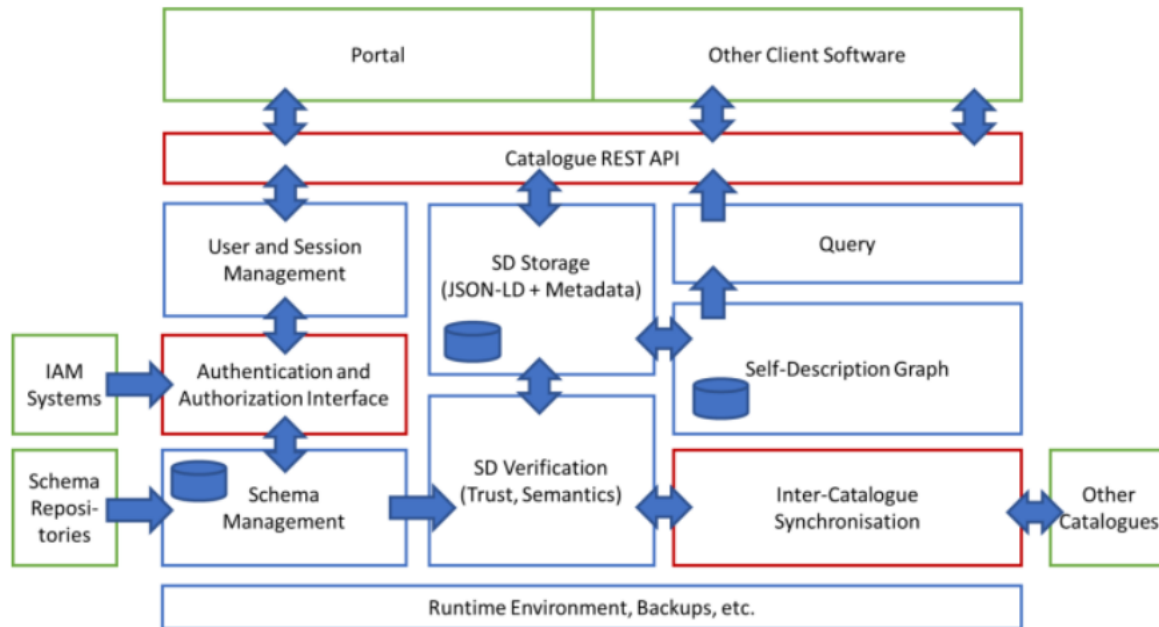 Portal
Other Client Software
Catalogue REST API
User and Session
Management
SD Storage
(JSON-LD + Metadata)
Query
IAM
Systems
Authentication and
Authorization Interface
Self-Description Graph
Schema
Reposi-
tories
Schema
Management
SD Verification
(Trust, Semantics)
Inter-Catalogue
Synchronisation
Other
Catalogues
Runtime Environment, Backups, etc.